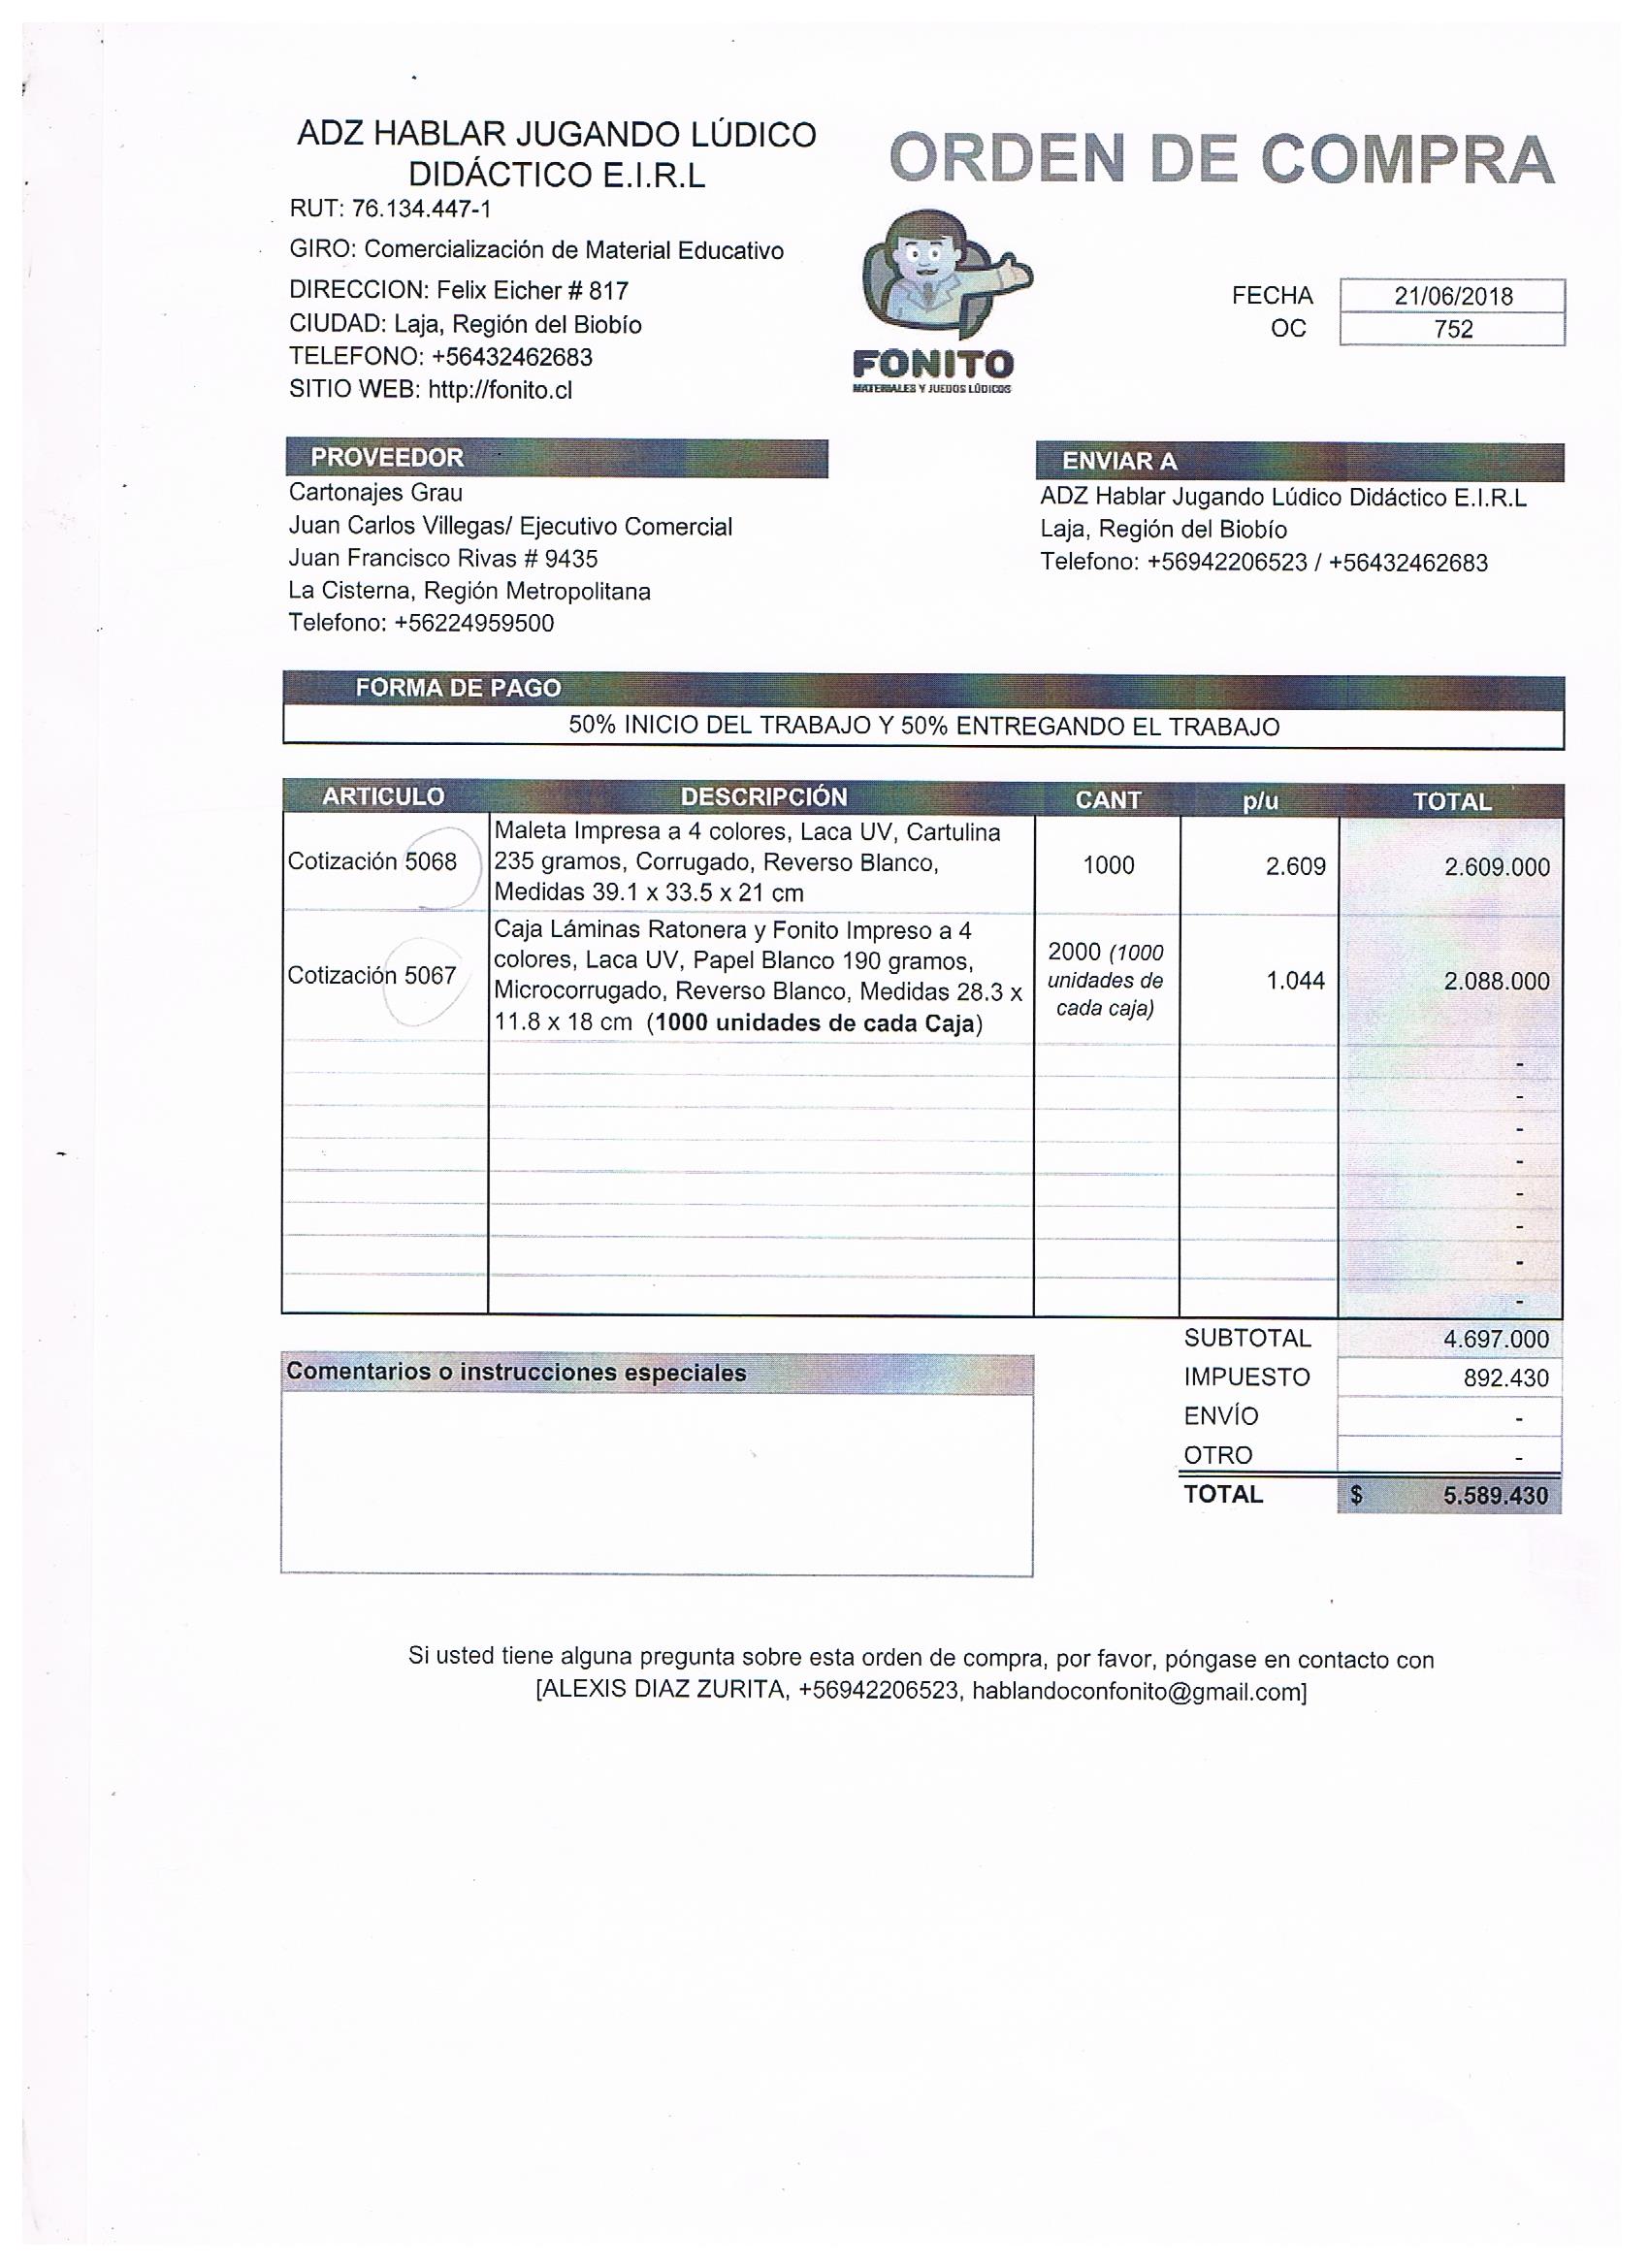 ADZ HABLAR JUGANDO LÚDICO
DIDÁCTICO E.I.R.L
RUT: 76.134.447-1
GIRO: Comercialización de Material Educativo
DIRECCION: Felix Eicher # 817
CIUDAD: Laja, Región del Biobío
TELEFONO: +56432462683
SITIO WEB: http://fonito.cl
FONITO
MATERIALES Y JUEGOS LÚDICOS
ORDEN DE COMPRA
FECHA 21/06/2018
OC 752
PROVEEDOR
Cartonajes Grau
Juan Carlos Villegas/ Ejecutivo Comercial
Juan Francisco Rivas # 9435
La Cisterna, Región Metropolitana
Telefono: +56224959500
ENVIAR A
ADZ Hablar Jugando Lúdico Didáctico E.I.R.L
Laja, Región del Biobío
Telefono: +56942206523 / +56432462683
FORMA DE PAGO
50% INICIO DEL TRABAJO Y 50% ENTREGANDO EL TRABAJO
ARTICULO DESCRIPCIÓN CANT p/u TOTAL
Cotización 5068
Maleta Impresa a 4 colores, Laca UV, Cartulina
235 gramos, Corrugado, Reverso Blanco,
Medidas 39.1 x 33.5 x 21 cm
1000 2.609 2.609.000
Cotización 5067
Caja Láminas Ratonera y Fonito Impreso a 4
colores, Laca UV, Papel Blanco 190 gramos,
Microcorrugado, Reverso Blanco, Medidas 28.3 x
11.8 x 18 cm (1000 unidades de cada Caja)
2000 (1000
unidades de
cada caja)
1.044 2.088.000
-
-
-
-
-
-
-
-
SUBTOTAL 4.697.000
IMPUESTO 892.430
ENVÍO -
OTRO -
TOTAL $ 5.589.430
Comentarios o instrucciones especiales
Si usted tiene alguna pregunta sobre esta orden de compra, por favor, póngase en contacto con
[ALEXIS DIAZ ZURITA, +56942206523, hablandoconfonito@gmail.com]